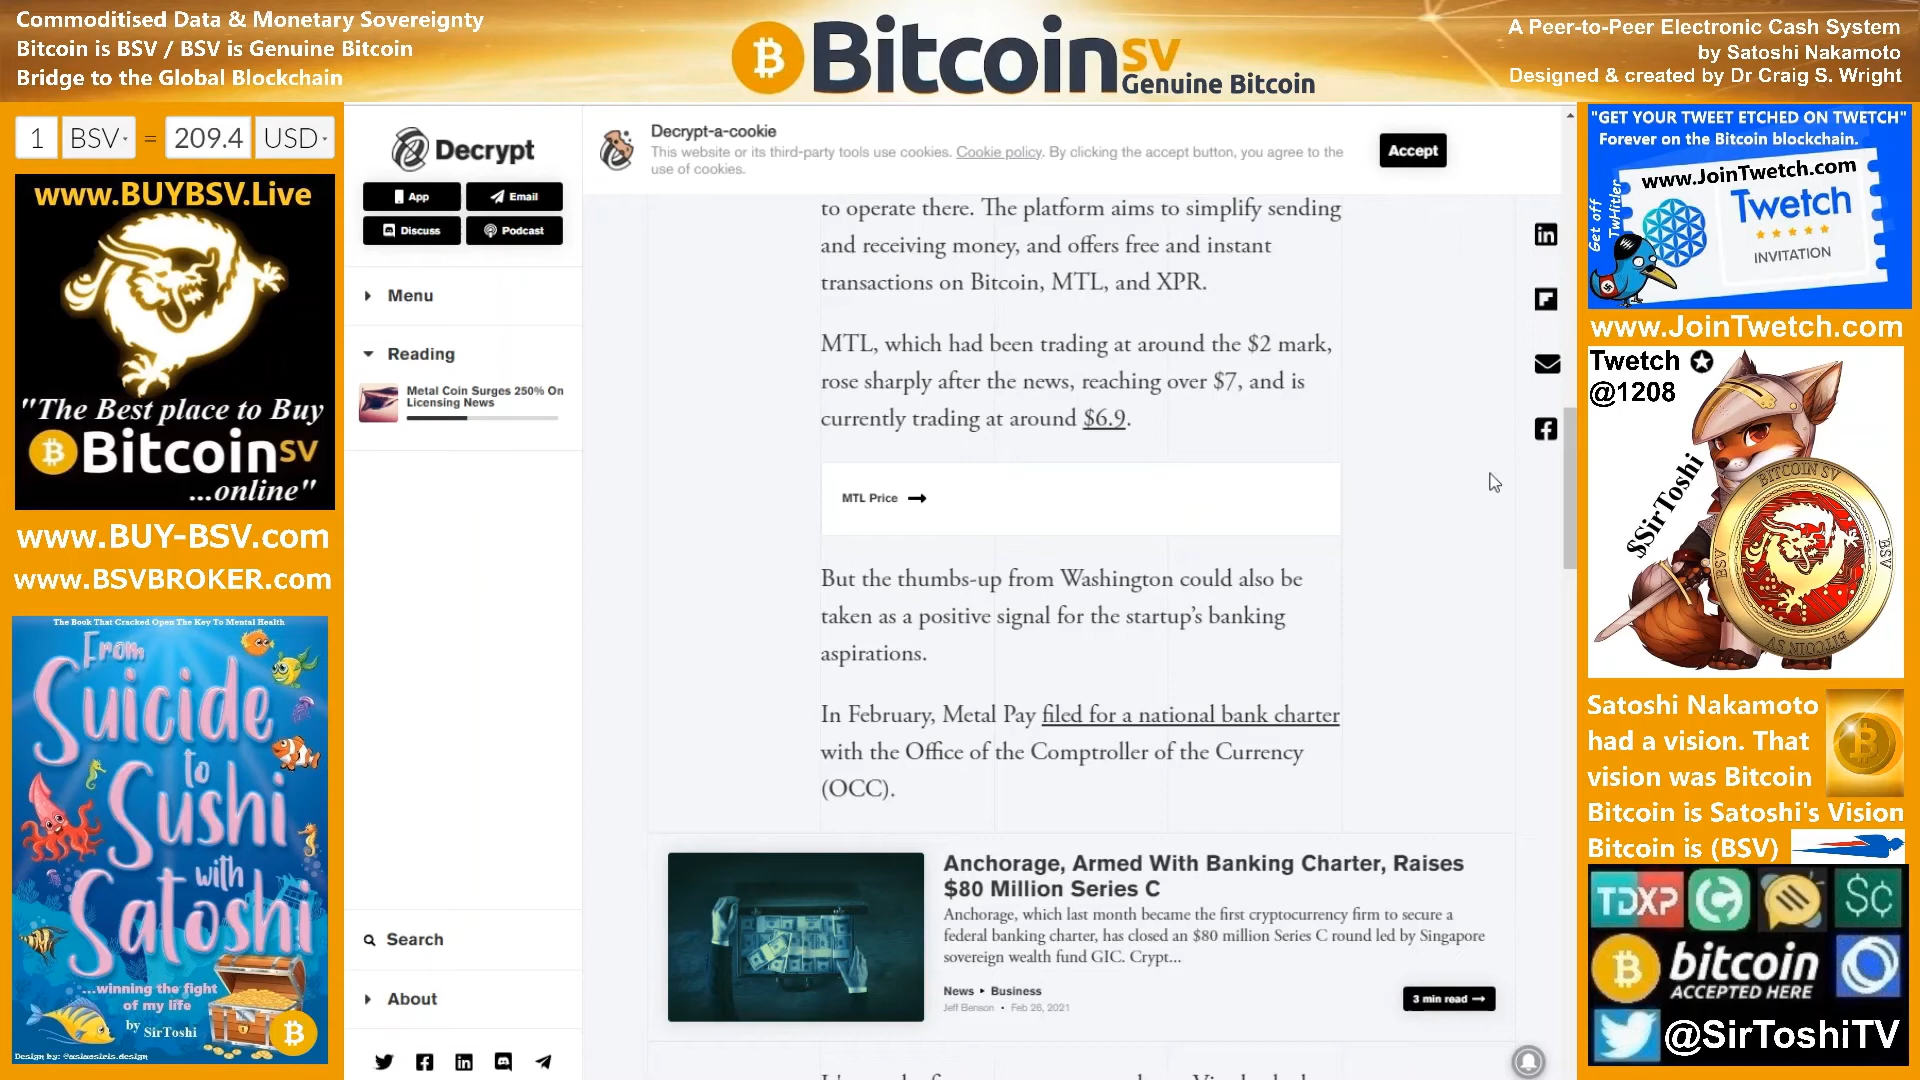 Commoditised Data & Monetary Sovereignty
Bitcoin is BSV / BSV is Genuine Bitcoin
Bridge to the Global Blockchain
Bitcoin SV
Genuine Bitcoin
A Peer-to-Peer Electronic Cash System
by Satoshi Nakamoto
Designed & created by Dr Craig S. Wright
1 BSV = 209.4 USD
www.BUYBSV.Live
"The Best place to Buy
Bitcoin SV
...online"
www.BUY-BSV.com
www.BSVBROKER.com
The Book That Cracked Open The Key To Mental Health
From
Suicide
to
Sushi
with
Satoshi
...winning the fight
of my life
by SirToshi
Design by: @asiaosiris.design
Decrypt
App
Email
Discuss
Podcast
Menu
Reading
Metal Coin Surges 250% On
Licensing News
Search
About
Decrypt-a-cookie
This website or its third-party tools use cookies. Cookie policy. By clicking the accept button, you agree to the
use of cookies.
Accept
to operate there. The platform aims to simplify sending
and receiving money, and offers free and instant
transactions on Bitcoin, MTL, and XPR.
MTL, which had been trading at around the $2 mark,
rose sharply after the news, reaching over $7, and is
currently trading at around $6.9.
MTL Price
But the thumbs-up from Washington could also be
taken as a positive signal for the startup's banking
aspirations.
In February, Metal Pay filed for a national bank charter
with the Office of the Comptroller of the Currency
(OCC).
Anchorage, Armed With Banking Charter, Raises
$80 Million Series C
Anchorage, which last month became the first cryptocurrency firm to secure a
federal banking charter, has closed an $80 million Series C round led by Singapore
sovereign wealth fund GIC. Crypt...
News ▸ Business
Jeff Benson • Feb 26, 2021
3 min read
"GET YOUR TWEET ETCHED ON TWETCH"
Forever on the Bitcoin blockchain.
www.JoinTwetch.com
Twetch
INVITATION
Get off
TwHitler
www.JoinTwetch.com
Twetch
@1208
$SirToshi
BITCOIN SV
BSV
BSV
BITCOIN SV
Satoshi Nakamoto
had a vision. That
vision was Bitcoin
Bitcoin is Satoshi's Vision
Bitcoin is (BSV)
TDXP
$C
bitcoin
ACCEPTED HERE
@SirToshiTV